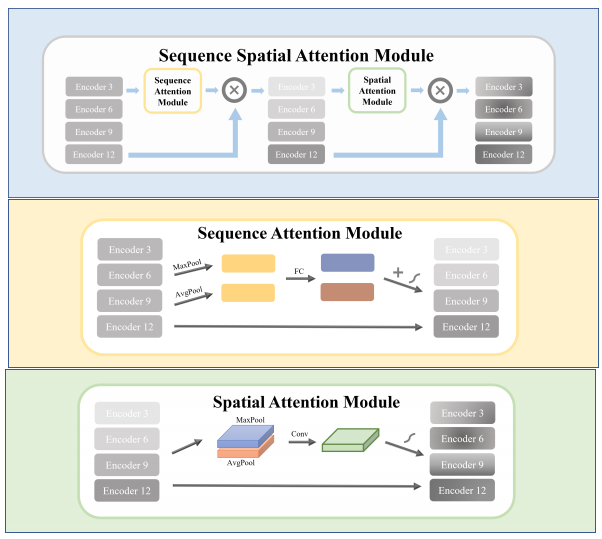 Sequence Spatial Attention Module
Encoder 3
Encoder 6
Encoder 9
Encoder 12
Sequence
Attention
Module
Encoder 3
Encoder 6
Encoder 9
Encoder 12
Spatial
Attention
Module
Encoder 3
Encoder 6
Encoder 9
Encoder 12
Sequence Attention Module
Encoder 3
Encoder 6
Encoder 9
Encoder 12
MaxPool
AvgPool
FC
Encoder 3
Encoder 6
Encoder 9
Encoder 12
Spatial Attention Module
Encoder 3
Encoder 6
Encoder 9
Encoder 12
MaxPool
AvgPool
Conv
Encoder 3
Encoder 6
Encoder 9
Encoder 12